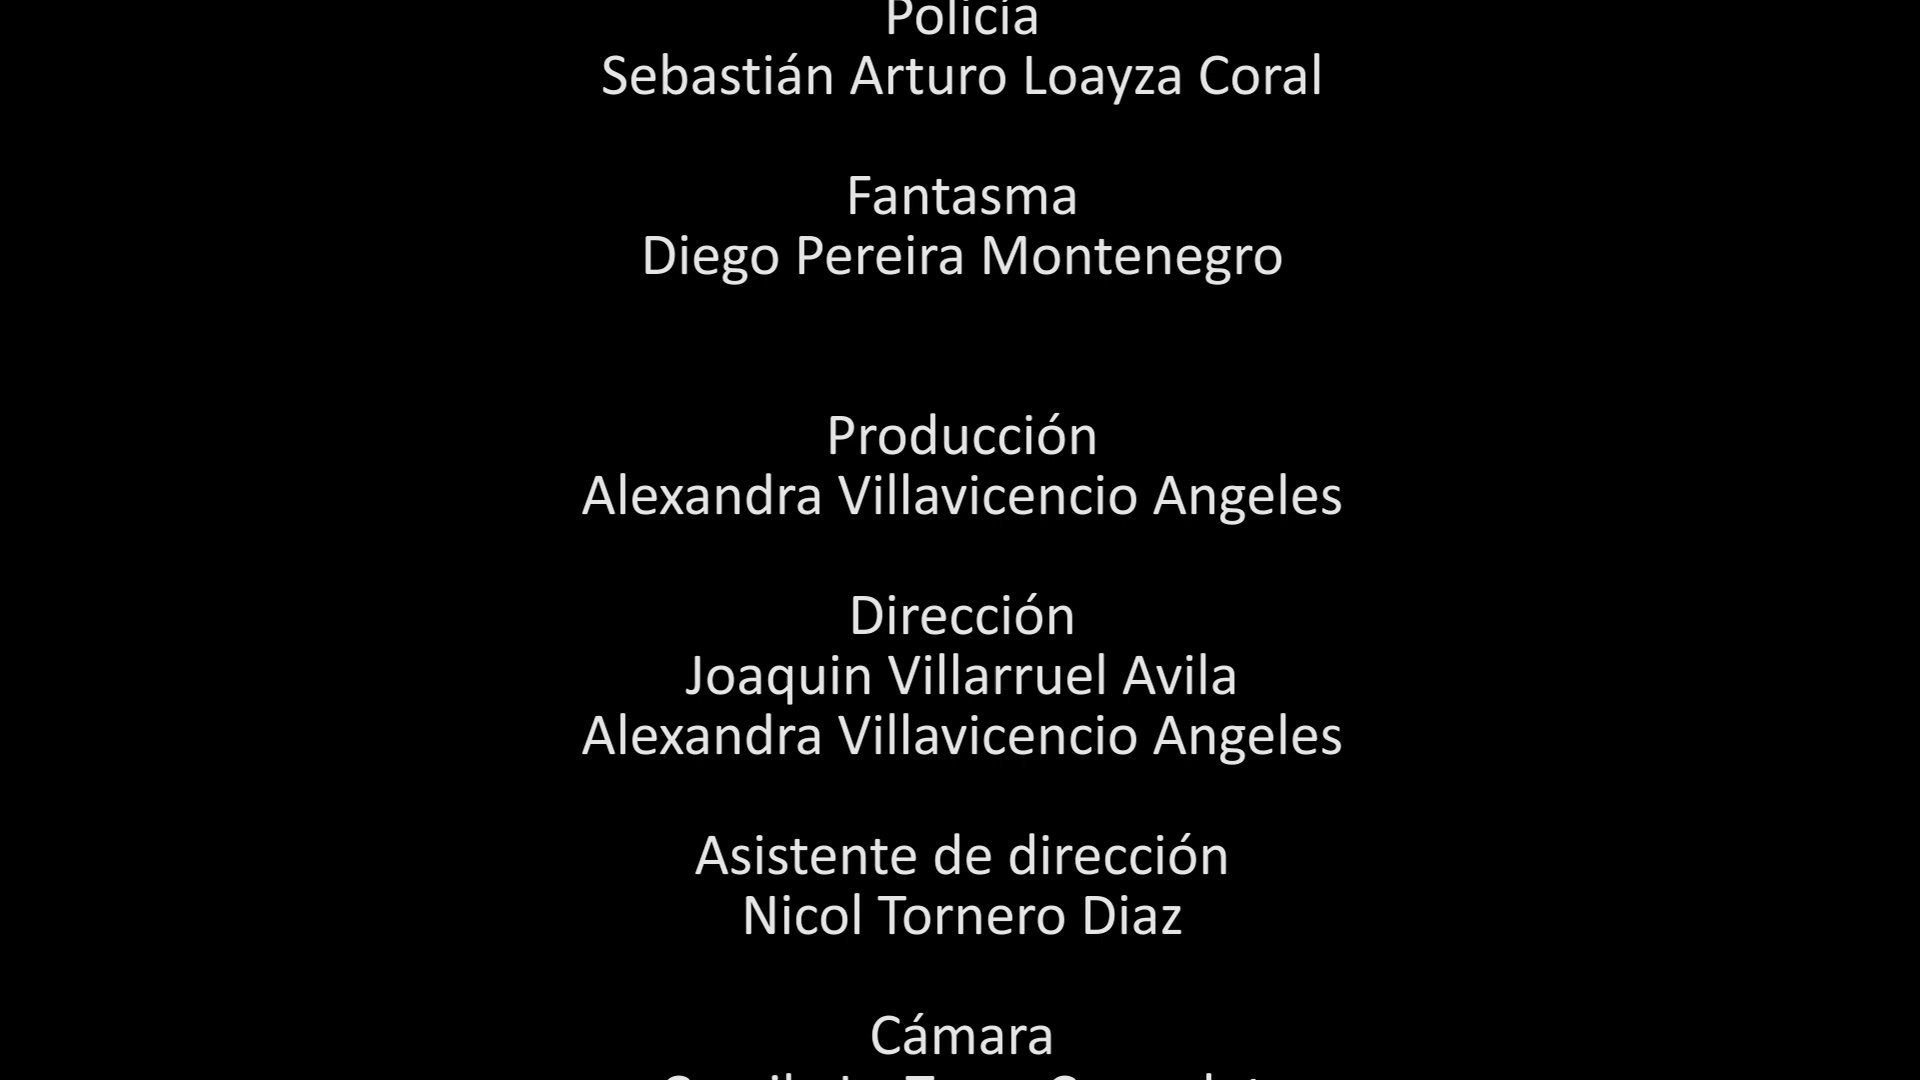 Policía
Sebastián Arturo Loayza Coral
Fantasma
Diego Pereira Montenegro
Producción
Alexandra Villavicencio Angeles
Dirección
Joaquin Villarruel Avila
Alexandra Villavicencio Angeles
Asistente de dirección
Nicol Tornero Diaz
Cámara